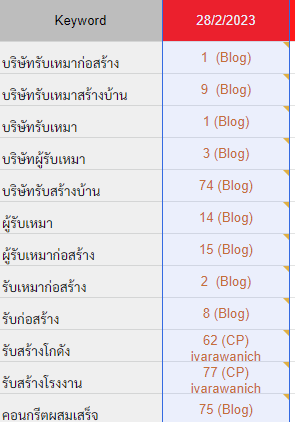 Keyword 28/2/2023
บริษัทรับเหมาก่อสร้าง 1 (Blog)
บริษัทรับเหมาสร้างบ้าน 9 (Blog)
บริษัทรับเหมา 1 (Blog)
บริษัทผู้รับเหมา 3 (Blog)
บริษัทรับสร้างบ้าน 74 (Blog)
ผู้รับเหมา 14 (Blog)
ผู้รับเหมาก่อสร้าง 15 (Blog)
รับเหมาก่อสร้าง 2 (Blog)
รับก่อสร้าง 8 (Blog)
รับสร้างโกดัง 62 (CP)
ivarawanich
รับสร้างโรงงาน 77 (CP)
ivarawanich
คอนกรีตผสมเสร็จ 75 (Blog)